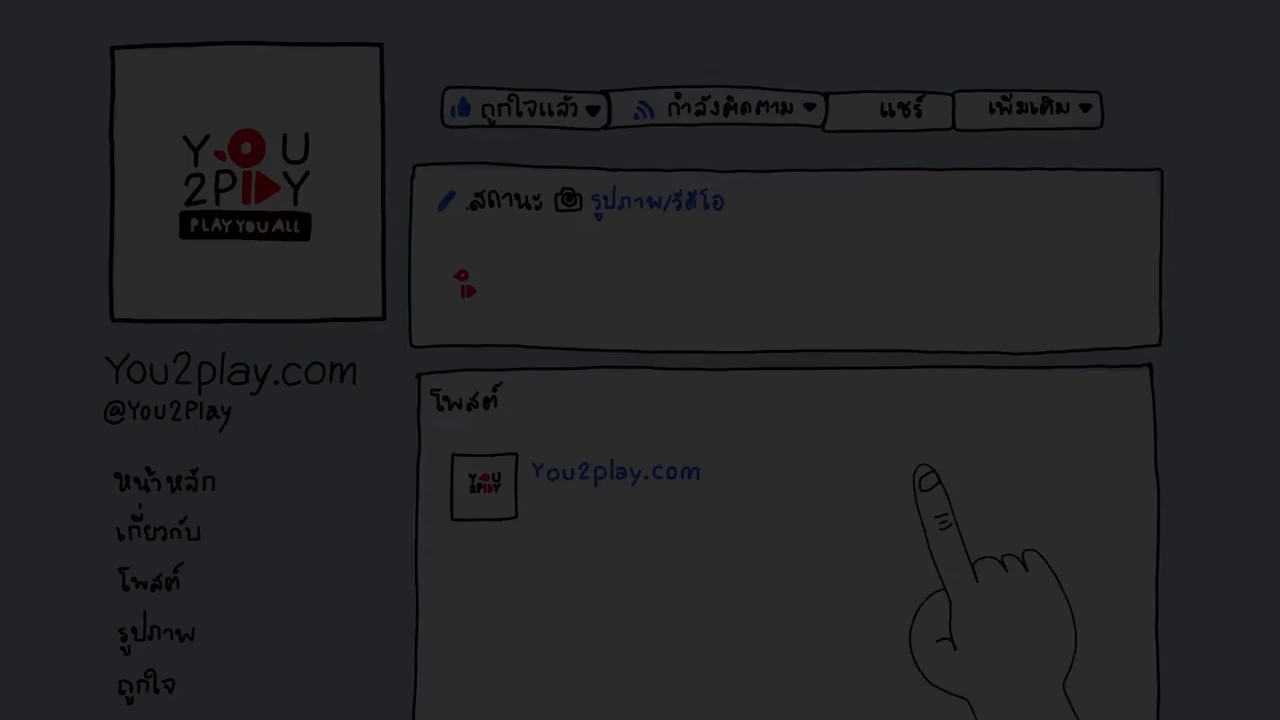 YOU
2PLAY
PLAY YOU ALL
ถูกใจแล้ว กำลังติดตาม แชร์ เพิ่มเติม
สถานะ รูปภาพ/วีดีโอ
You2play.com
@You2Play
โพสต์
YOU
2PLAY
You2play.com
หน้าหลัก
เกี่ยวกับ
โพสต์
รูปภาพ
ถูกใจ